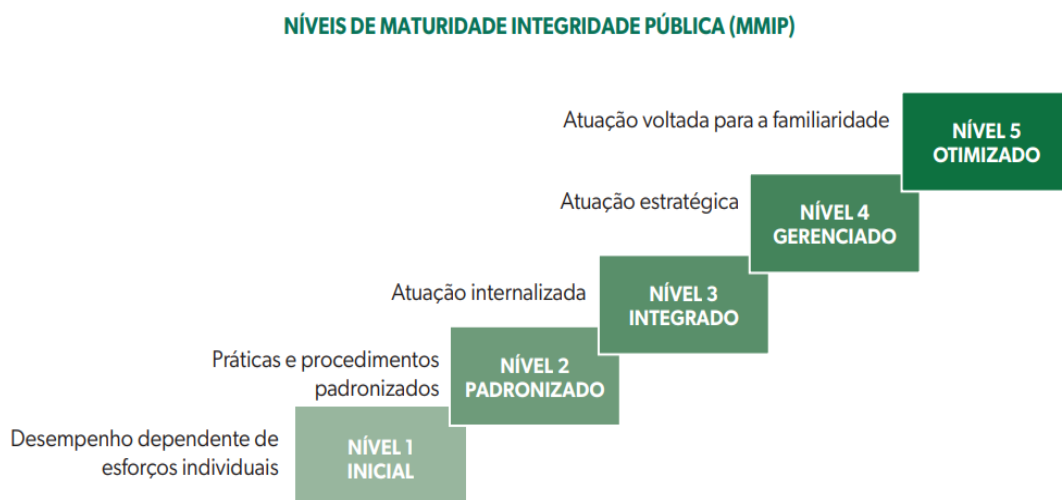 NÍVEIS DE MATURIDADE INTEGRIDADE PÚBLICA (MMIP)
Atuação voltada para a familiaridade
NÍVEL 5
OTIMIZADO
Atuação estratégica
NÍVEL 4
GERENCIADO
Atuação internalizada
NÍVEL 3
INTEGRADO
Práticas e procedimentos
padronizados
NÍVEL 2
PADRONIZADO
Desempenho dependente de
esforços individuais
NÍVEL 1
INICIAL